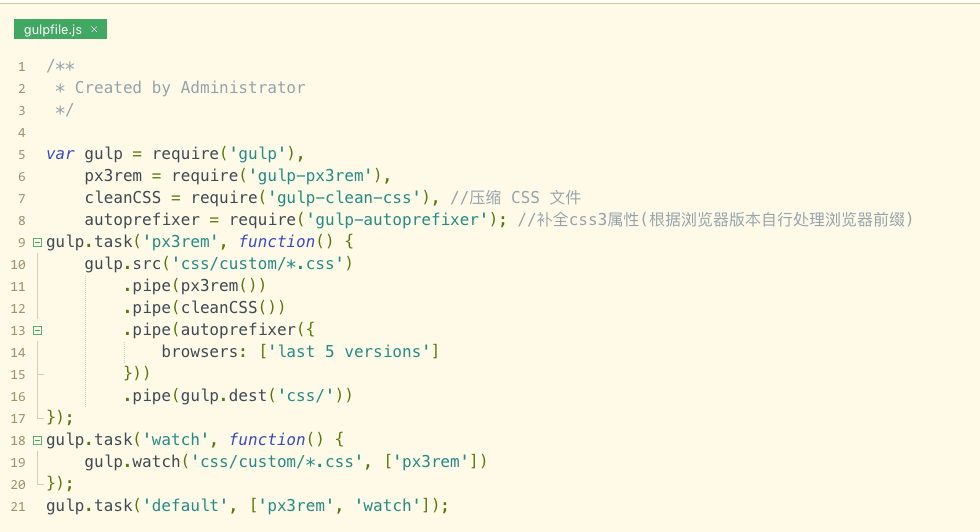 gulpfile.js ×
1 /**
2  * Created by Administrator
3  */
4
5 var gulp = require('gulp'),
6     px3rem = require('gulp-px3rem'),
7     cleanCSS = require('gulp-clean-css'), //压缩 CSS 文件
8     autoprefixer = require('gulp-autoprefixer'); //补全css3属性(根据浏览器版本自行处理浏览器前缀)
9 gulp.task('px3rem', function() {
10     gulp.src('css/custom/*.css')
11         .pipe(px3rem())
12         .pipe(cleanCSS())
13         .pipe(autoprefixer({
14             browsers: ['last 5 versions']
15         }))
16         .pipe(gulp.dest('css/'))
17 });
18 gulp.task('watch', function() {
19     gulp.watch('css/custom/*.css', ['px3rem'])
20 });
21 gulp.task('default', ['px3rem', 'watch']);